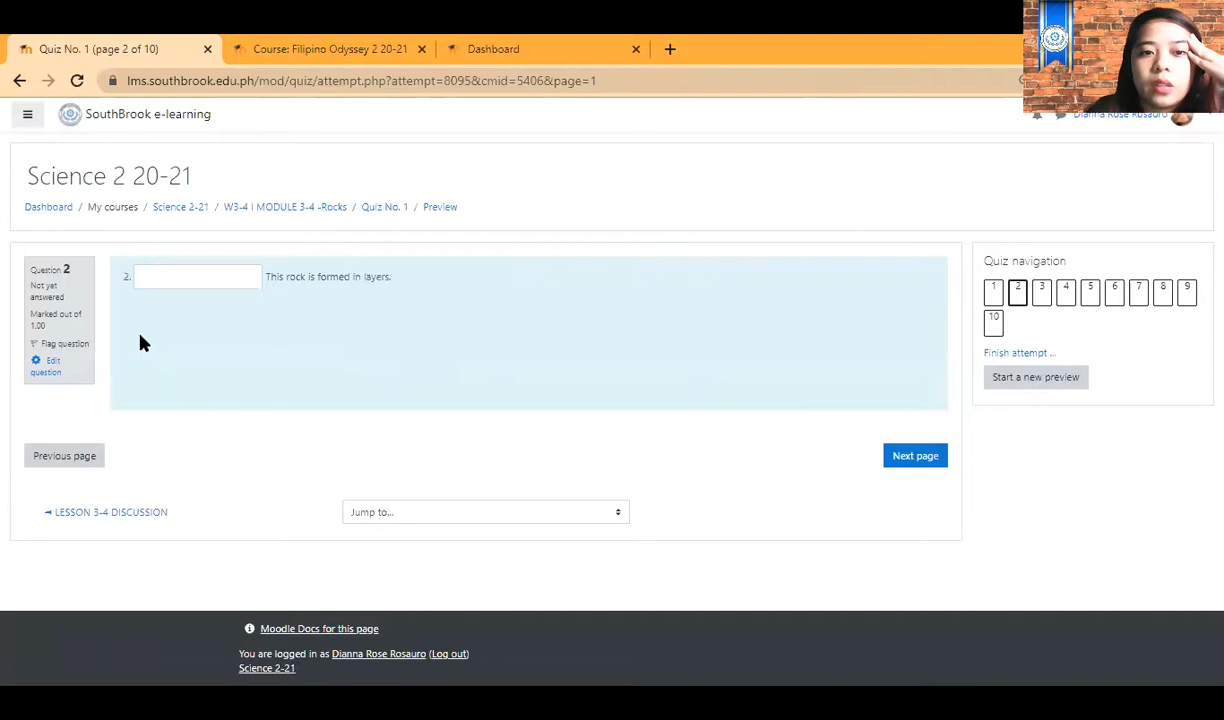 Quiz No. 1 (page 2 of 10)
Course: Filipino Odyssey 2 20-21
Dashboard
lms.southbrook.edu.ph/mod/quiz/attempt.php?attempt=8095&cmid=5406&page=1
SouthBrook e-learning
Dianna Rose Rosauro
Science 2 20-21
Dashboard / My courses / Science 2-21 / W3-4 I MODULE 3-4 -Rocks / Quiz No. 1 / Preview
Question 2
Not yet
answered
Marked out of
1.00
Flag question
Edit
question
2. This rock is formed in layers.
Previous page
Next page
◄ LESSON 3-4 DISCUSSION
Jump to...
Quiz navigation
1 2 3 4 5 6 7 8 9
10
Finish attempt ...
Start a new preview
Moodle Docs for this page
You are logged in as Dianna Rose Rosauro (Log out)
Science 2-21